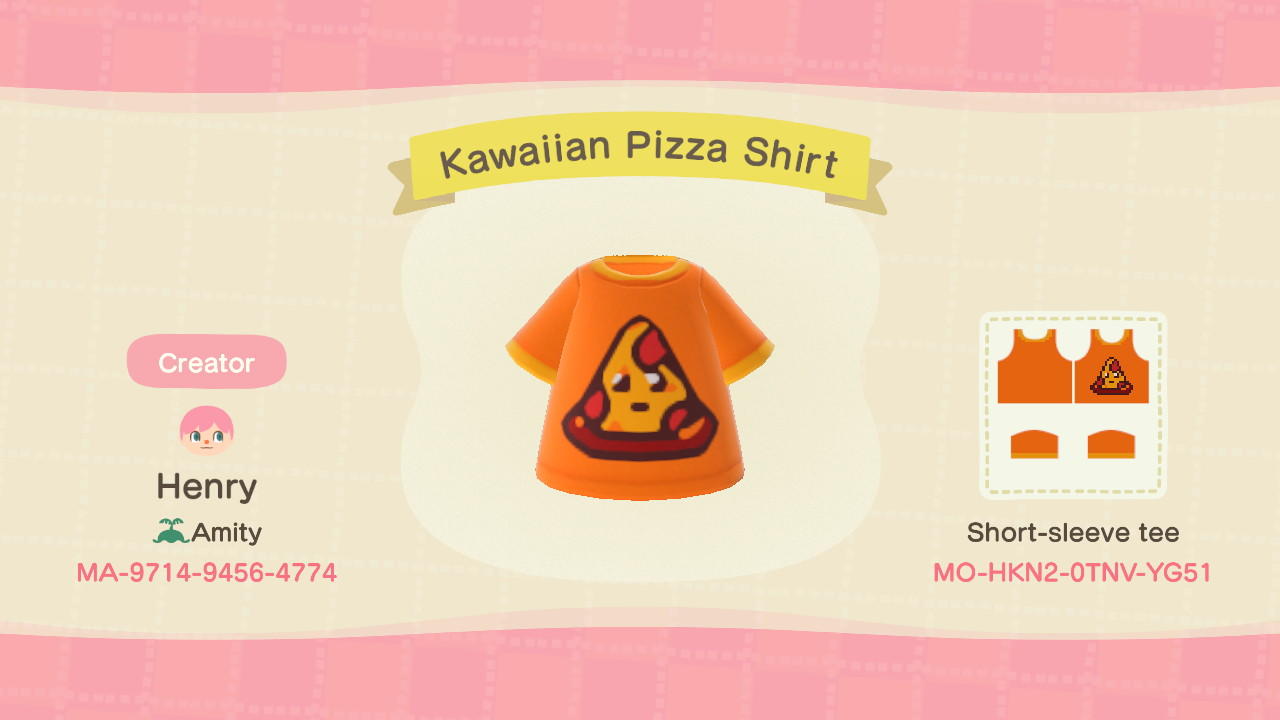 Kawaiian Pizza Shirt
Creator
Henry
Amity
MA-9714-9456-4774
Short-sleeve tee
MO-HKN2-0TNV-YG51